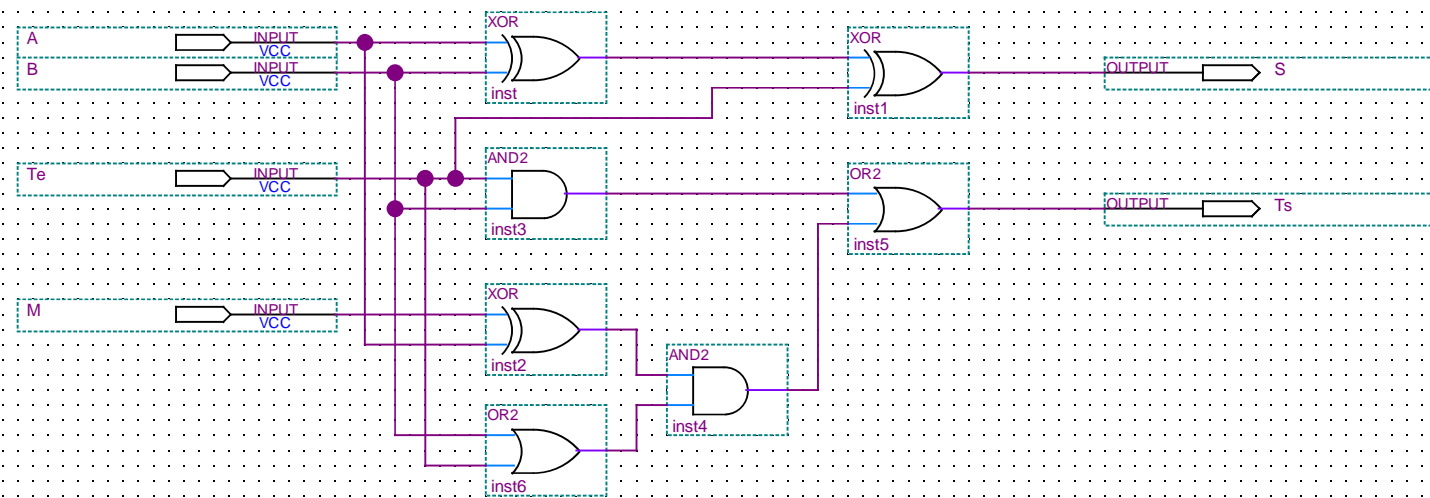 XOR
A
INPUT
VCC
XOR
B
INPUT
VCC
OUTPUT
S
inst
inst1
AND2
Te
INPUT
VCC
OR2
OUTPUT
Ts
inst3
inst5
XOR
M
INPUT
VCC
inst2
AND2
OR2
inst4
inst6